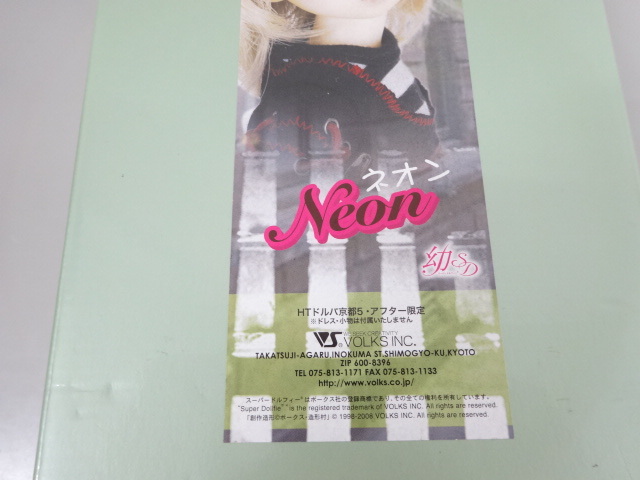 ネオン
Neon
幼SD
HTドルパ京都5・アフター限定
※ドレス・小物は付属いたしません
VS VOLKS INC.
TAKATSUJI-AGARU,INOKUMA ST.SHIMOGYO-KU,KYOTO
ZIP 600-8396
TEL 075-813-1171 FAX 075-813-1133
http://www.volks.co.jp/
"スーパードルフィー"はボークス社の登録商標であり、その全ての権利を所有しています。
"Super Dollfie" is the registered trademark of VOLKS INC. All rights are reserved.
「創作造形©ボークス・造形村」© 1998-2006 VOLKS INC. All rights are reserved.